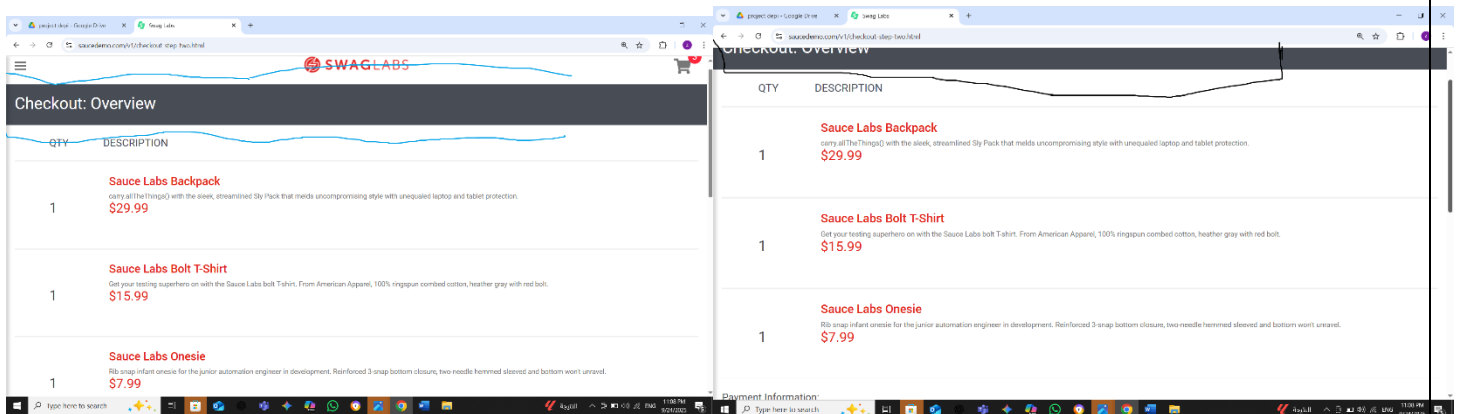 project depi - Google Drive
Swag Labs
saucedemo.com/v1/checkout-step-two.html
SWAGLABS
3
Checkout: Overview
QTY DESCRIPTION
Sauce Labs Backpack
carry.allTheThings() with the sleek, streamlined Sly Pack that melds uncompromising style with unequaled laptop and tablet protection.
1
$29.99
Sauce Labs Bolt T-Shirt
Get your testing superhero on with the Sauce Labs bolt T-shirt. From American Apparel, 100% ringspun combed cotton, heather gray with red bolt.
1
$15.99
Sauce Labs Onesie
Rib snap infant onesie for the junior automation engineer in development. Reinforced 3-snap bottom closure, two-needle hemmed sleeved and bottom won't unravel.
1
$7.99
Type here to search
ENG
11:08 PM
9/24/2025
project depi - Google Drive
Swag Labs
saucedemo.com/v1/checkout-step-two.html
Checkout: Overview
QTY DESCRIPTION
Sauce Labs Backpack
carry.allTheThings() with the sleek, streamlined Sly Pack that melds uncompromising style with unequaled laptop and tablet protection.
1
$29.99
Sauce Labs Bolt T-Shirt
Get your testing superhero on with the Sauce Labs bolt T-shirt. From American Apparel, 100% ringspun combed cotton, heather gray with red bolt.
1
$15.99
Sauce Labs Onesie
Rib snap infant onesie for the junior automation engineer in development. Reinforced 3-snap bottom closure, two-needle hemmed sleeved and bottom won't unravel.
1
$7.99
Payment Information:
Type here to search
ENG
11:08 PM